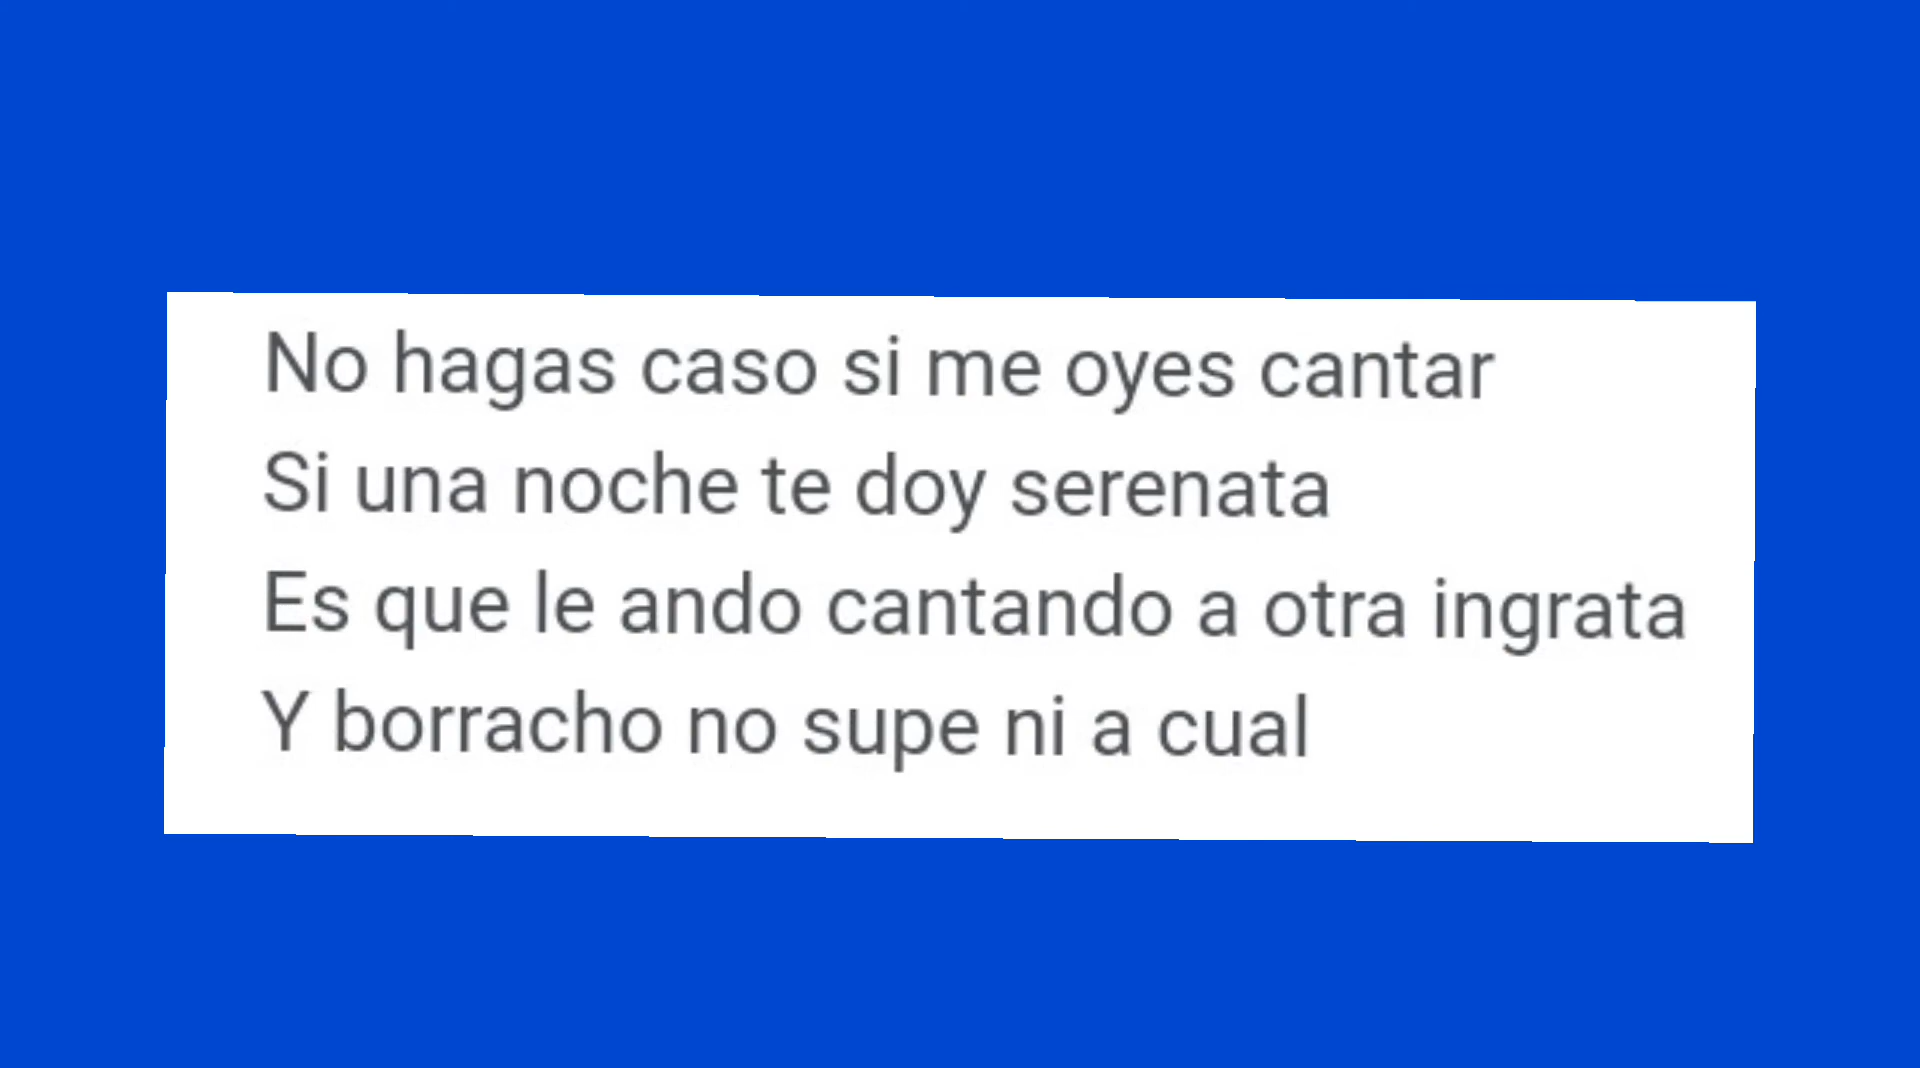 No hagas caso si me oyes cantar
Si una noche te doy serenata
Es que le ando cantando a otra ingrata
Y borracho no supe ni a cual